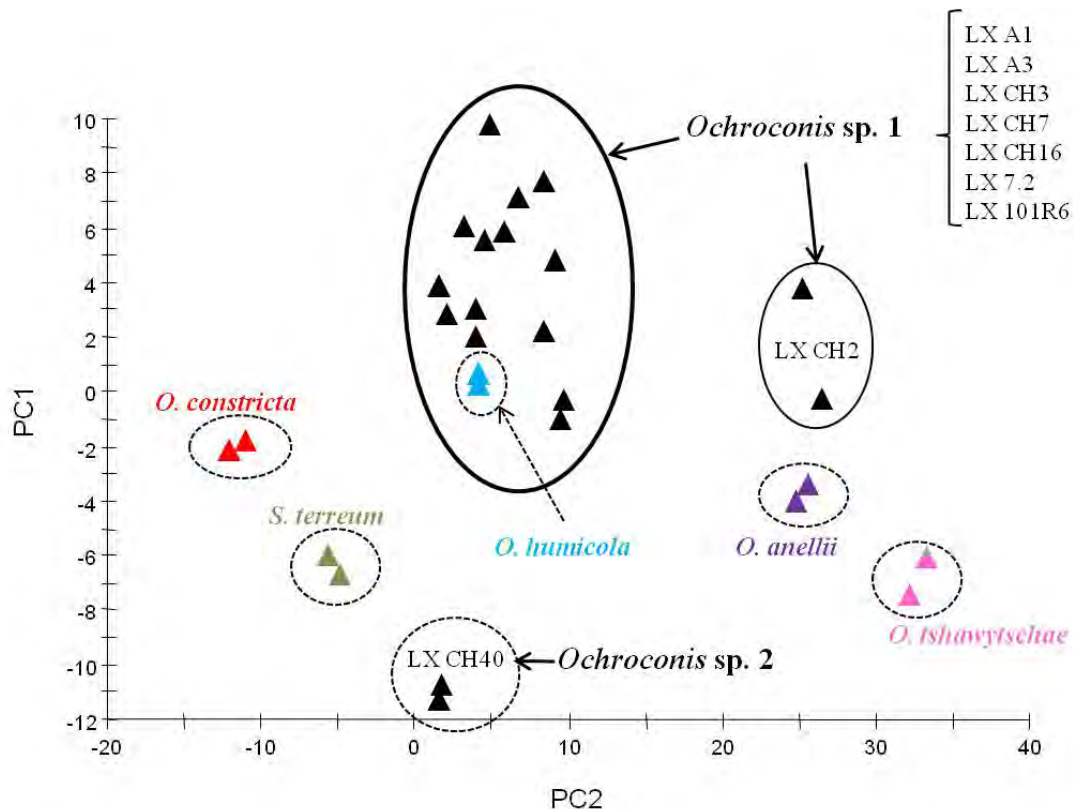 LX A1
LX A3
LX CH3
LX CH7
LX CH16
LX 7.2
LX 101R6
Ochroconis sp. 1
10
8
6
4
2
0
-2
-4
-6
-8
-10
-12
PC1
LX CH2
O. constricta
S. terreum
O. humicola
O. anellii
O. tshawytschae
LX CH40
Ochroconis sp. 2
-20
-10
0
10
20
30
40
PC2